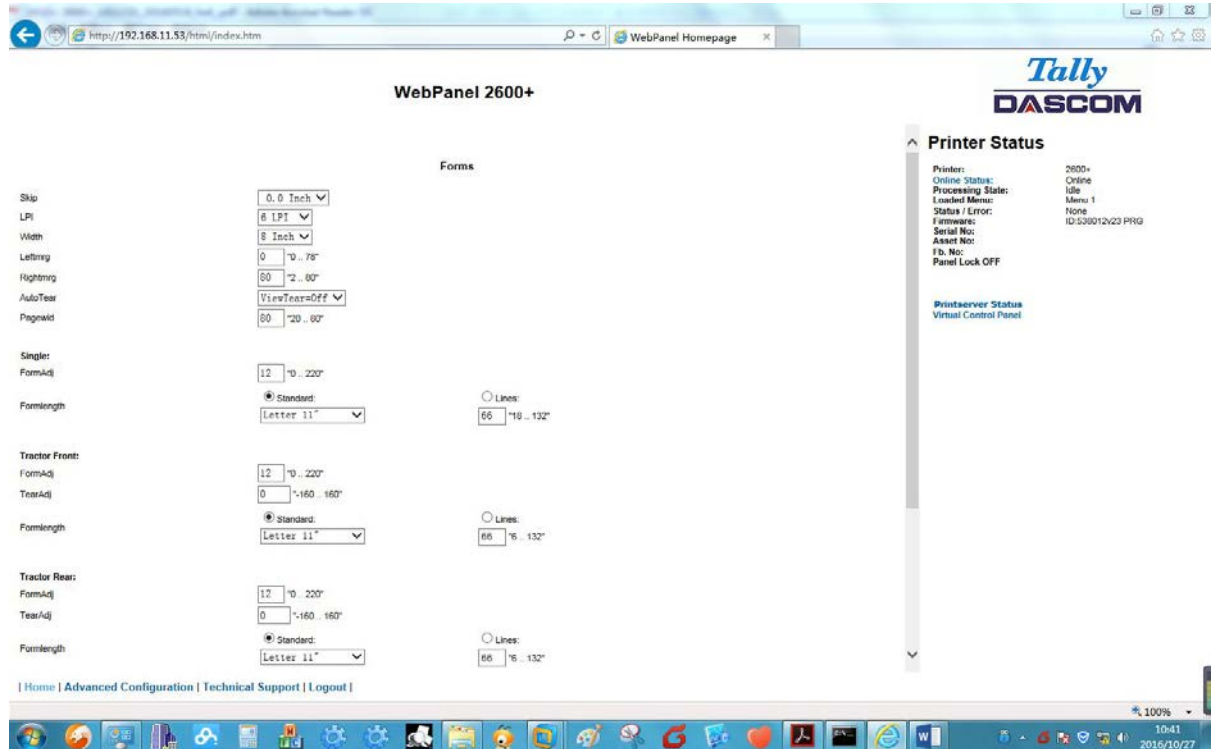 http://192.168.11.53/html/index.htm
WebPanel Homepage
WebPanel 2600+
Tally
DASCOM
Forms
Skip 0.0 Inch
LPI 6 LPI
Width 8 Inch
Leftmrg 0 "0 .. 78"
Rightmrg 80 "2 .. 80"
AutoTear ViewTear=Off
Pagewid 80 "20 .. 80"
Single:
FormAdj 12 "0 .. 220"
Formlength Standard: Lines:
Letter 11" 66 "18 .. 132"
Tractor Front:
FormAdj 12 "0 .. 220"
TearAdj 0 "-160 .. 160"
Formlength Standard: Lines:
Letter 11" 66 "6 .. 132"
Tractor Rear:
FormAdj 12 "0 .. 220"
TearAdj 0 "-160 .. 160"
Formlength Standard: Lines:
Letter 11" 66 "6 .. 132"
Printer Status
Printer: 2600+
Online Status: Online
Processing State: Idle
Loaded Menu: Menu 1
Status / Error: None
Firmware: ID:538012v23 PRG
Serial No:
Asset No:
Fb. No:
Panel Lock OFF
Printserver Status
Virtual Control Panel
| Home | Advanced Configuration | Technical Support | Logout |
100%
10:41
2016/10/27